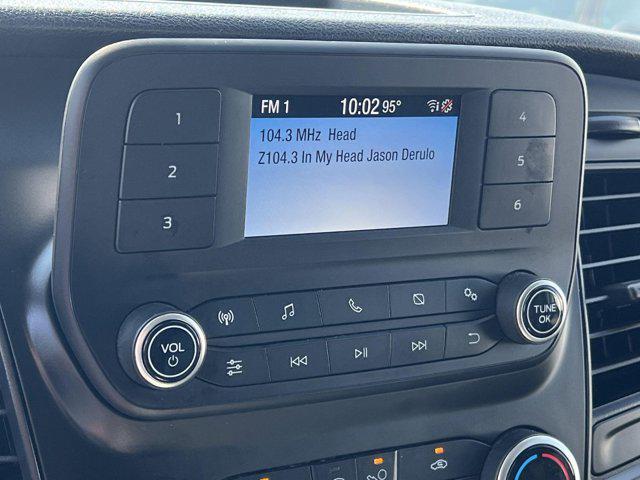 FM 1 10:02 95°
104.3 MHz Head
Z104.3 In My Head Jason Derulo
1
2
3
4
5
6
VOL
TUNE
OK